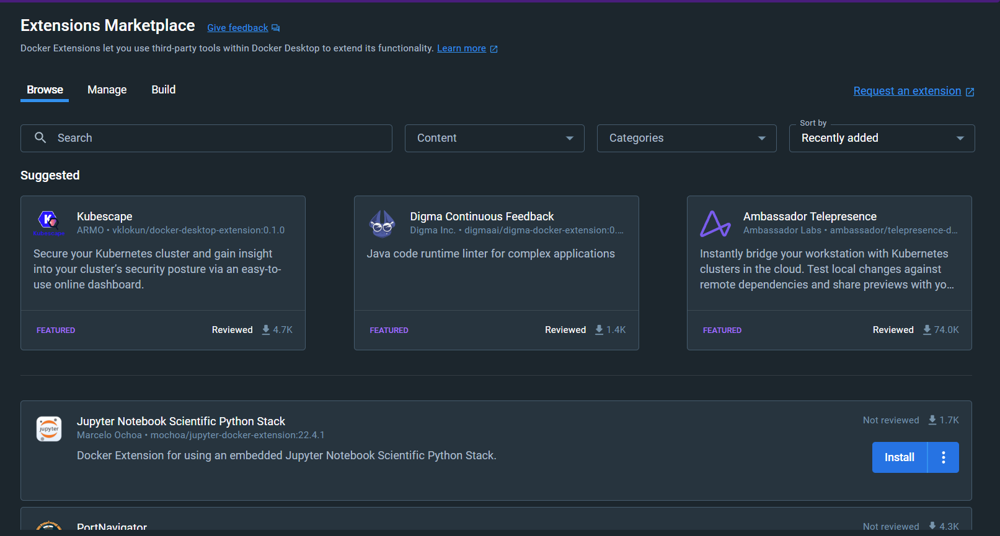 Extensions Marketplace Give feedback
Docker Extensions let you use third-party tools within Docker Desktop to extend its functionality. Learn more
Browse Manage Build
Request an extension
Search
Content
Categories
Sort by
Recently added
Suggested
Kubescape
ARMO • vklokun/docker-desktop-extension:0.1.0
Secure your Kubernetes cluster and gain insight
into your cluster’s security posture via an easy-to-
use online dashboard.
FEATURED Reviewed 4.7K
Digma Continuous Feedback
Digma Inc. • digmaai/digma-docker-extension:0....
Java code runtime linter for complex applications
FEATURED Reviewed 1.4K
Ambassador Telepresence
Ambassador Labs • ambassador/telepresence-d...
Instantly bridge your workstation with Kubernetes
clusters in the cloud. Test local changes against
remote dependencies and share previews with yo...
FEATURED Reviewed 74.0K
jupyter
Jupyter Notebook Scientific Python Stack
Marcelo Ochoa • mochoa/jupyter-docker-extension:22.4.1
Docker Extension for using an embedded Jupyter Notebook Scientific Python Stack.
Not reviewed 1.7K
Install
PortNavigator
Not reviewed 4.3K